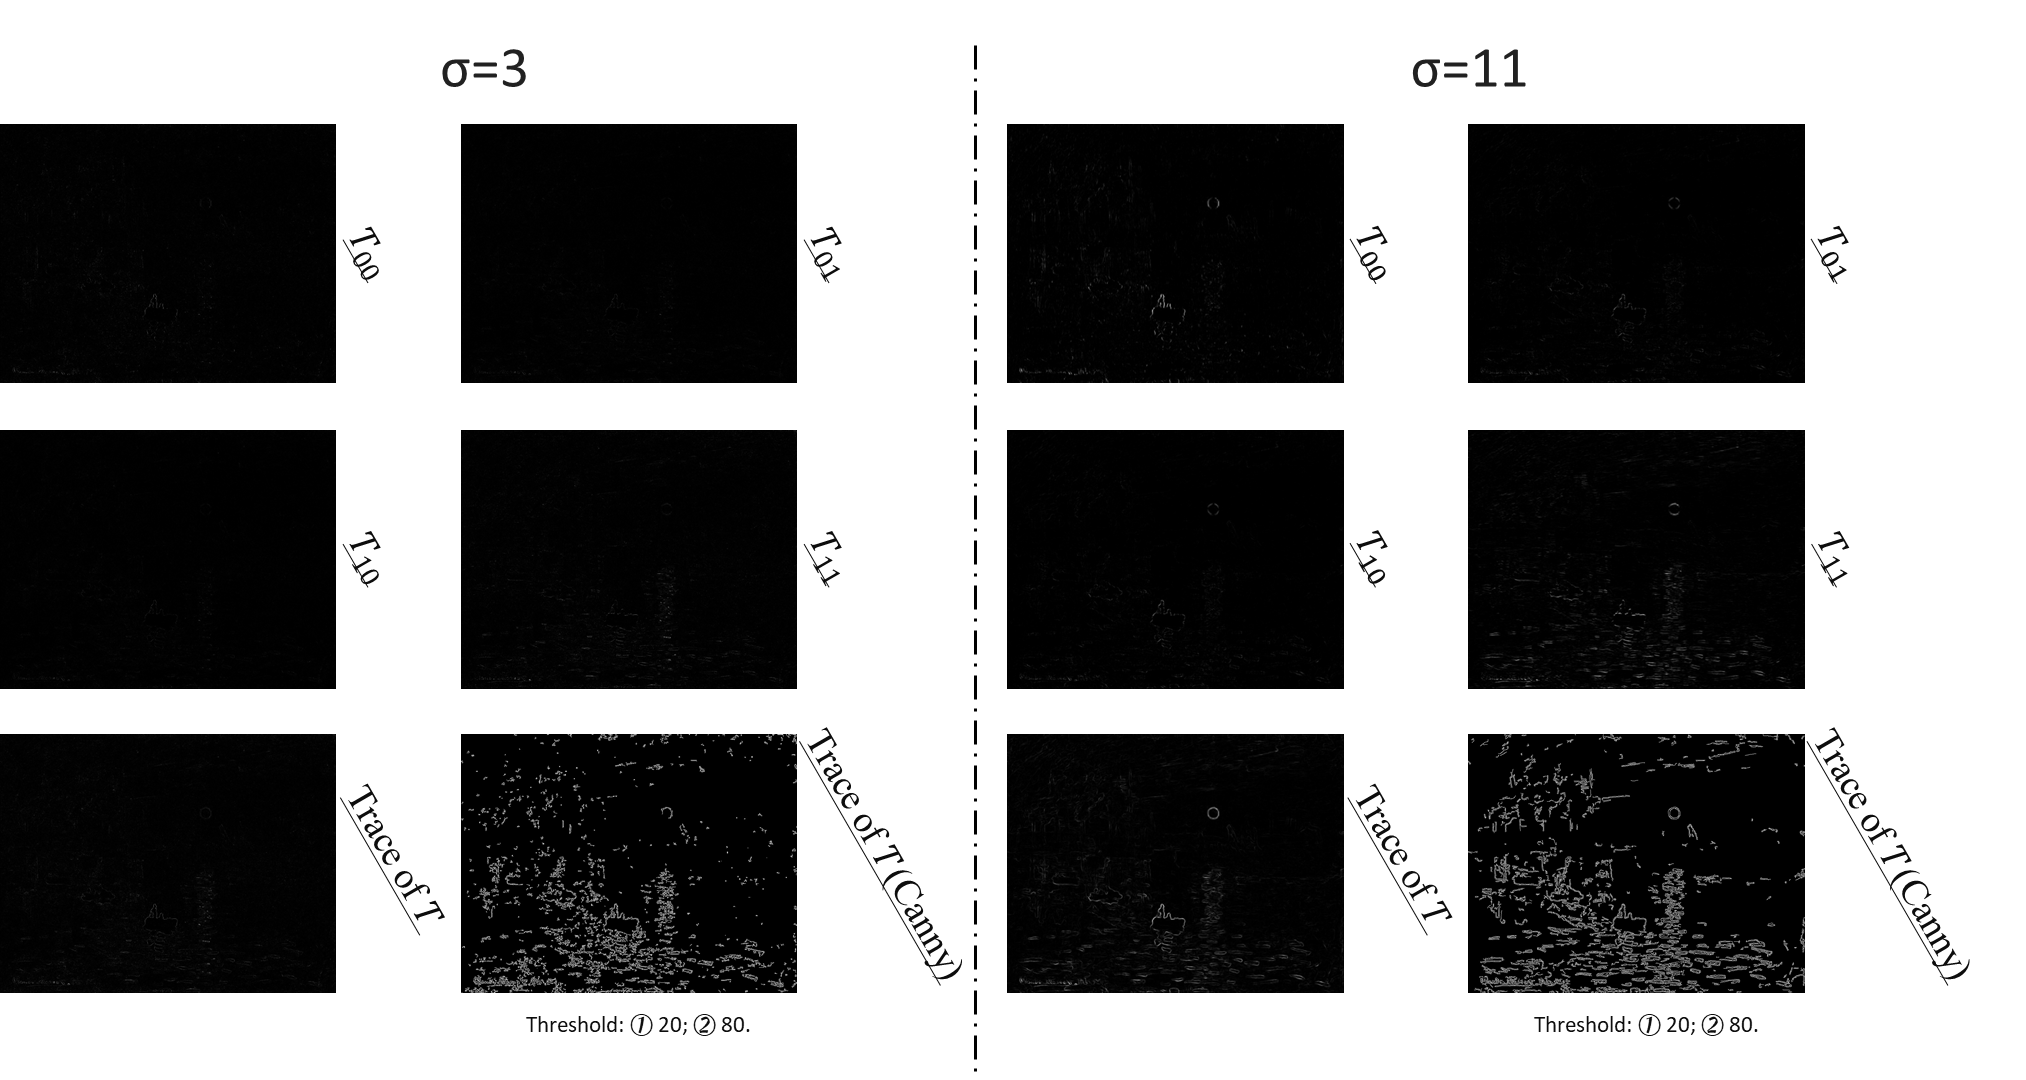 σ=3
σ=11
T00
T01
T00
T01
T10
T11
T10
T11
Trace of T
Trace of T (Canny)
Trace of T
Trace of T (Canny)
Threshold: ① 20; ② 80.
Threshold: ① 20; ② 80.